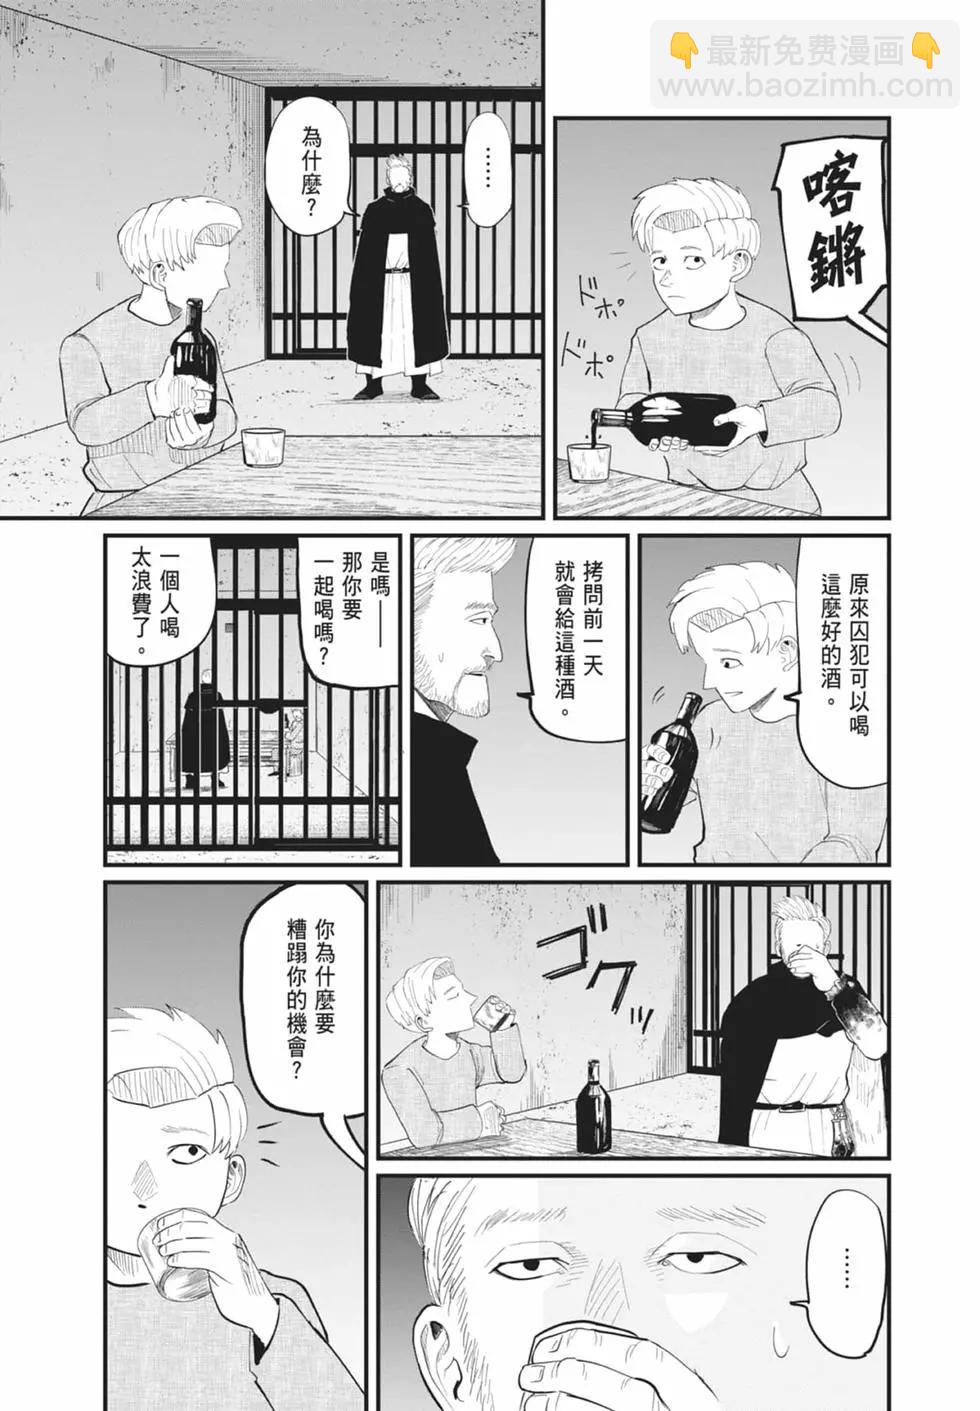 👇最新免费漫画👇
www.baozimh.com
喀鏘
ドボ
ドボ
……
為什麼？
原來囚犯可以喝
這麼好的酒。
拷問前一天
就會給這種酒。
是嗎——
那你要
一起喝嗎？
一個人喝
太浪費了。
ゴクッ
你為什麼要
糟蹋你的機會？
……